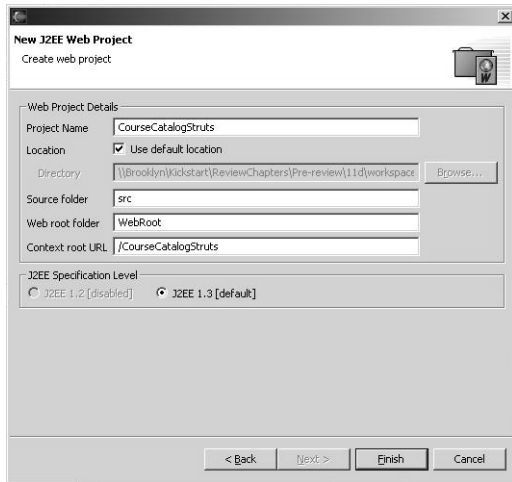 New J2EE Web Project
Create web project
W
Web Project Details
Project Name CourseCatalogStruts
Location Use default location
Directory \\Brooklyn\Kickstart\ReviewChapters\Pre-review\11d\workspace Browse...
Source folder src
Web root folder WebRoot
Context root URL /CourseCatalogStruts
J2EE Specification Level
J2EE 1.2 [disabled] J2EE 1.3 [default]
< Back Next > Finish Cancel